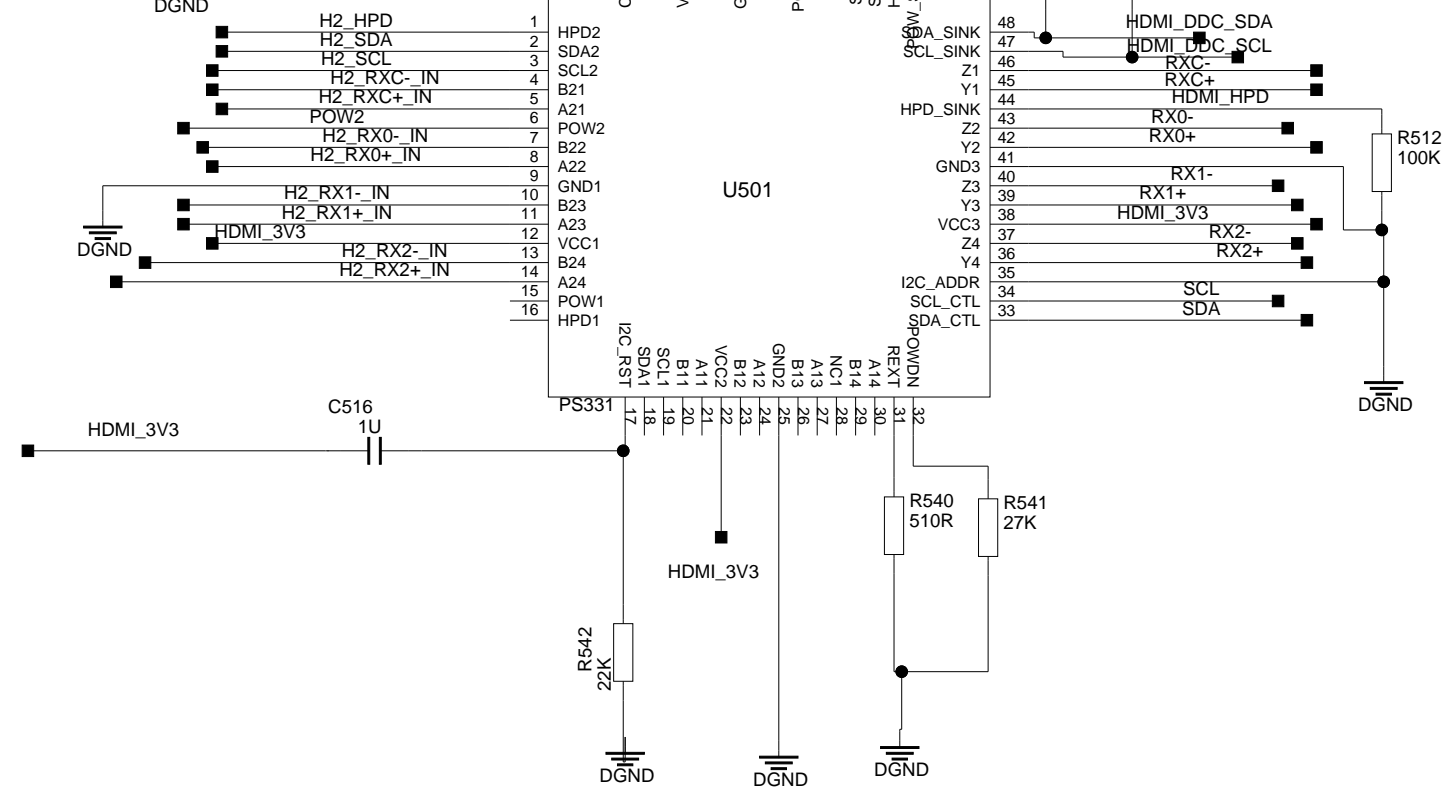 DGND
H2_HPD
1
HPD2
H2_SDA
2
SDA2
H2_SCL
3
SCL2
H2_RXC-_IN
4
B21
H2_RXC+_IN
5
A21
POW2
6
POW2
H2_RX0-_IN
7
B22
H2_RX0+_IN
8
A22
9
GND1
H2_RX1-_IN
10
B23
H2_RX1+_IN
11
A23
HDMI_3V3
12
VCC1
H2_RX2-_IN
13
B24
H2_RX2+_IN
14
A24
15
POW1
16
HPD1
DGND
U501
PS331
SDA_SINK
48
HDMI_DDC_SDA
SCL_SINK
47
HDMI_DDC_SCL
Z1
46
RXC-
Y1
45
RXC+
HPD_SINK
44
HDMI_HPD
Z2
43
RX0-
Y2
42
RX0+
GND3
41
Z3
40
RX1-
Y3
39
RX1+
VCC3
38
HDMI_3V3
Z4
37
RX2-
Y4
36
RX2+
I2C_ADDR
35
SCL_CTL
34
SCL
SDA_CTL
33
SDA
R512
100K
DGND
I2C_RST
SDA1
SCL1
B11
A11
VCC2
B12
A12
GND2
B13
A13
NC1
B14
A14
REXT
POWDN
17
18
19
20
21
22
23
24
25
26
27
28
29
30
31
32
C516
1U
HDMI_3V3
R540
510R
R541
27K
HDMI_3V3
R542
22K
DGND
DGND
DGND